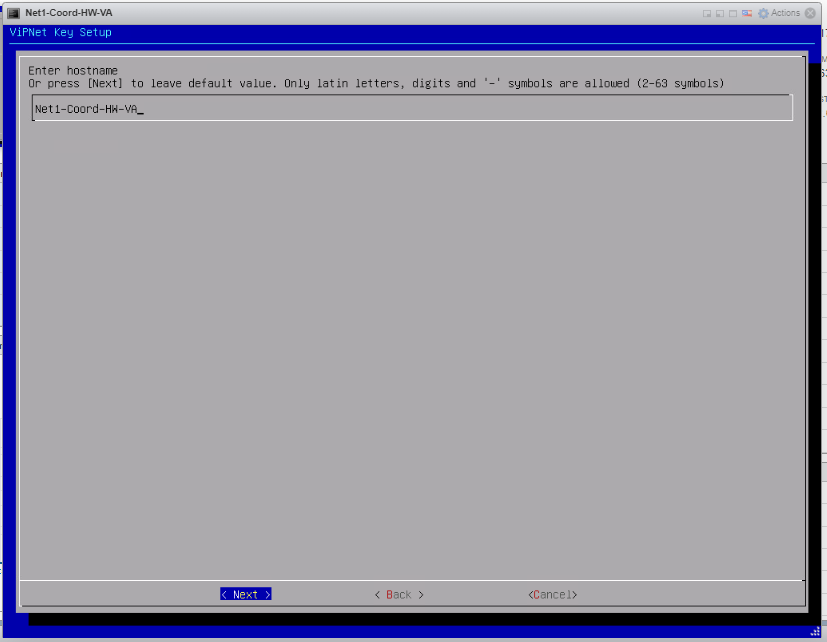 Net1-Coord-HW-VA
Actions
ViPNet Key Setup
Enter hostname
Or press [Next] to leave default value. Only latin letters, digits and '-' symbols are allowed (2-63 symbols)
Net1-Coord-HW-VA_
< Next > < Back > <Cancel>